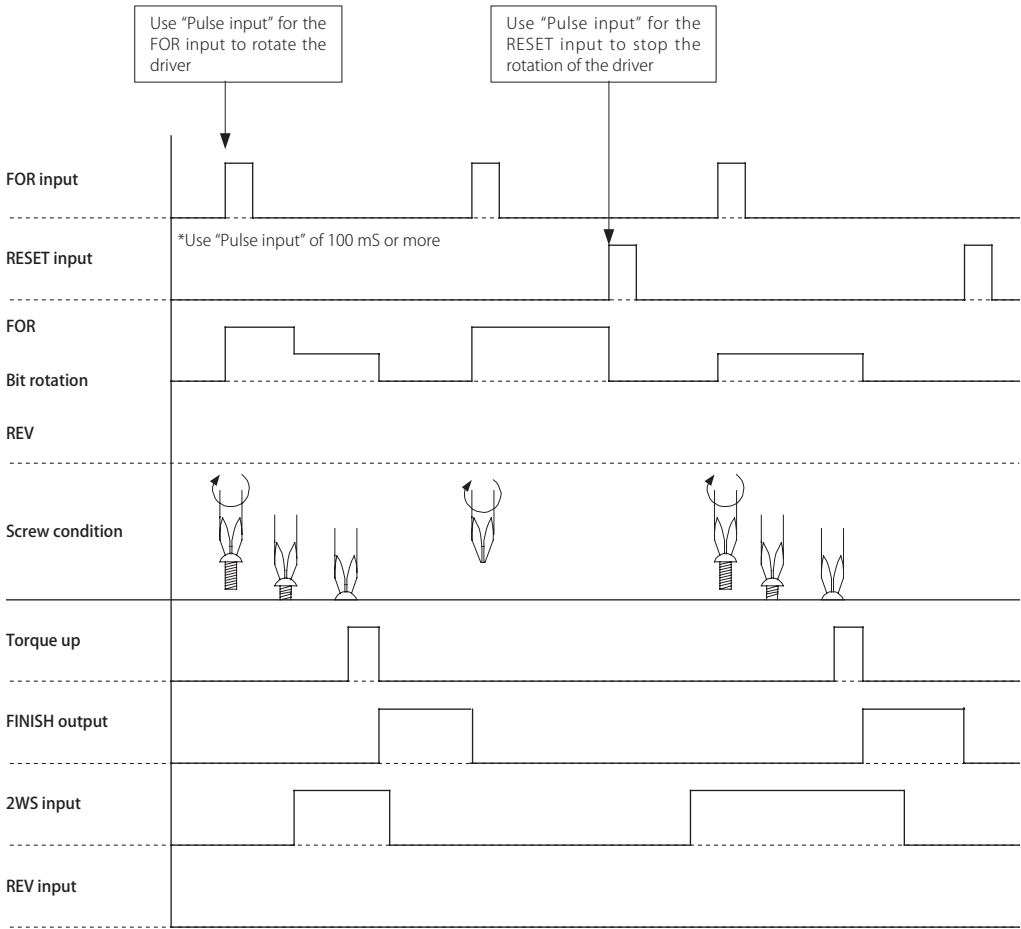 Use “Pulse input” for the
FOR input to rotate the
driver
Use “Pulse input” for the
RESET input to stop the
rotation of the driver
FOR input
*Use “Pulse input” of 100 mS or more
RESET input
FOR
Bit rotation
REV
Screw condition
Torque up
FINISH output
2WS input
REV input